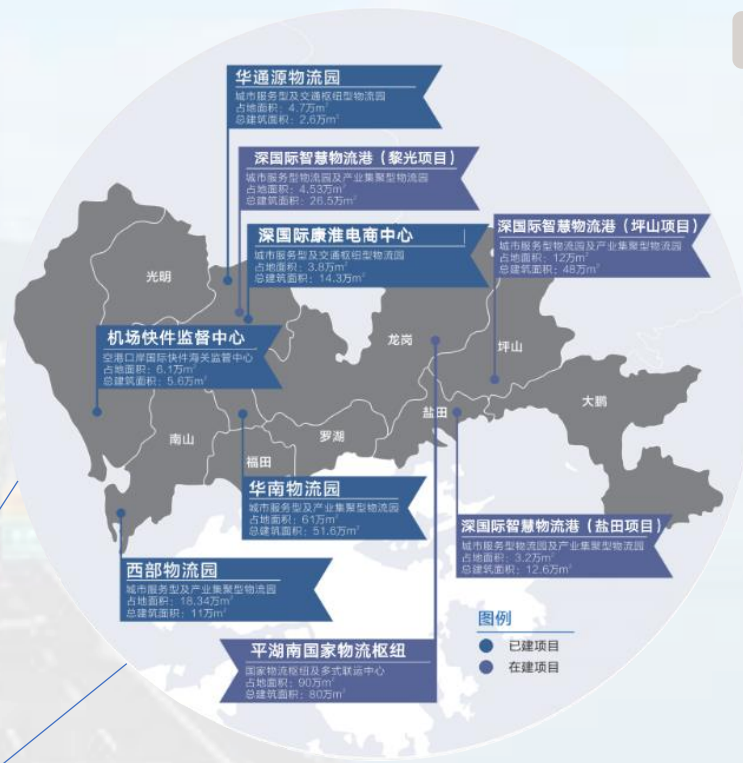 华通源物流园
城市服务型及交通枢纽型物流园
占地面积：4.7万m²
总建筑面积：2.6万m²
深国际智慧物流港（黎光项目）
城市服务型物流园及产业集聚型物流园
占地面积：4.53万m²
总建筑面积：26.5万m²
深国际康淮电商中心
城市服务型及交通枢纽型物流园
占地面积：3.8万m²
总建筑面积：14.3万m²
深国际智慧物流港（坪山项目）
城市服务型物流园及产业集聚型物流园
占地面积：12万m²
总建筑面积：48万m²
光明
机场快件监督中心
空港口岸国际快件海关监管中心
占地面积：6.1万m²
总建筑面积：5.6万m²
龙岗
坪山
大鹏
盐田
罗湖
南山
福田
华南物流园
城市服务型及产业集聚型物流园
占地面积：61万m²
总建筑面积：51.6万m²
深国际智慧物流港（盐田项目）
城市服务型物流园及产业集聚型物流园
占地面积：3.2万m²
总建筑面积：12.6万m²
西部物流园
城市服务型及产业集聚型物流园
占地面积：18.34万m²
总建筑面积：11万m²
平湖南国家物流枢纽
国家物流枢纽及多式联运中心
占地面积：90万m²
总建筑面积：80万m²
图例
已建项目
在建项目